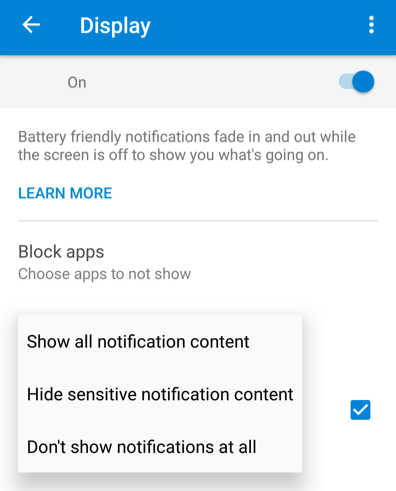 Display
On
Battery friendly notifications fade in and out while
the screen is off to show you what's going on.
LEARN MORE
Block apps
Choose apps to not show
Show all notification content
Hide sensitive notification content
Don't show notifications at all